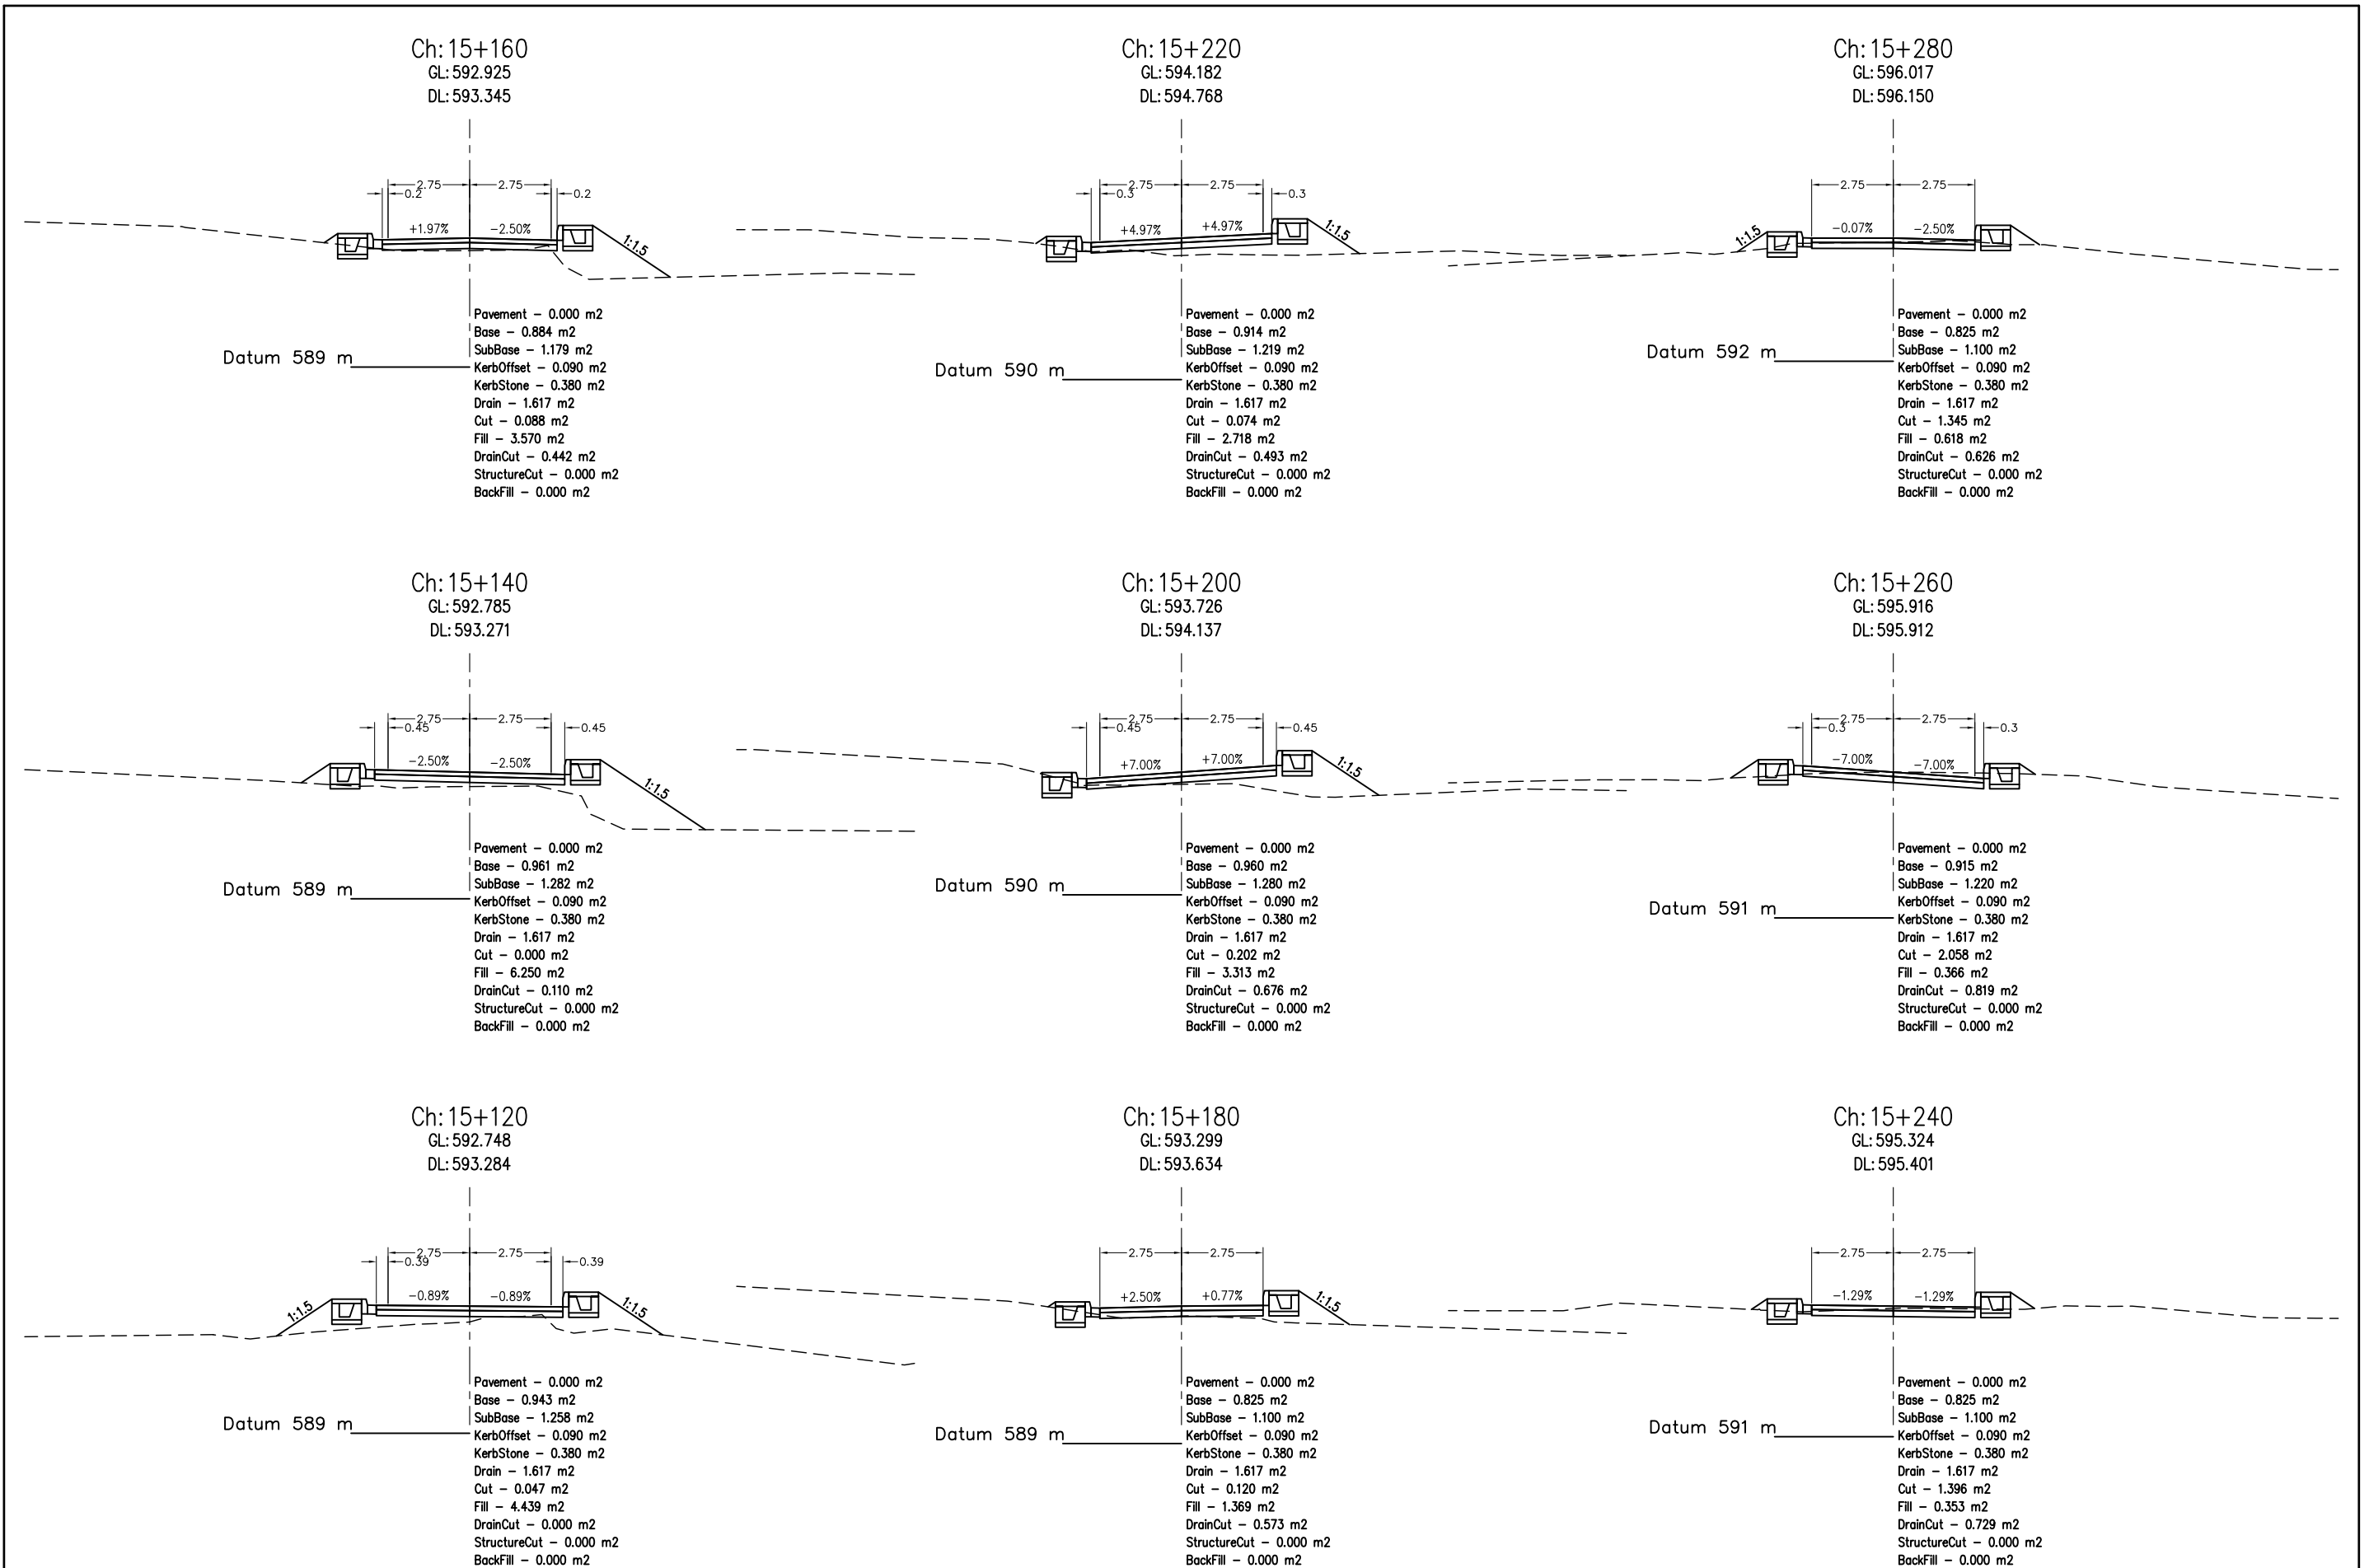 Ch:15+160
GL:592.925
DL:593.345
2.75 2.75
0.2 0.2
+1.97% -2.50%
1:1.5
Datum 589 m
Pavement - 0.000 m2
Base - 0.884 m2
SubBase - 1.179 m2
KerbOffset - 0.090 m2
KerbStone - 0.380 m2
Drain - 1.617 m2
Cut - 0.088 m2
Fill - 3.570 m2
DrainCut - 0.442 m2
StructureCut - 0.000 m2
BackFill - 0.000 m2
Ch:15+220
GL:594.182
DL:594.768
2.75 2.75
0.3 0.3
+4.97% +4.97%
1:1.5
Datum 590 m
Pavement - 0.000 m2
Base - 0.914 m2
SubBase - 1.219 m2
KerbOffset - 0.090 m2
KerbStone - 0.380 m2
Drain - 1.617 m2
Cut - 0.074 m2
Fill - 2.718 m2
DrainCut - 0.493 m2
StructureCut - 0.000 m2
BackFill - 0.000 m2
Ch:15+280
GL:596.017
DL:596.150
2.75 2.75
-0.07% -2.50%
1:1.5
Datum 592 m
Pavement - 0.000 m2
Base - 0.825 m2
SubBase - 1.100 m2
KerbOffset - 0.090 m2
KerbStone - 0.380 m2
Drain - 1.617 m2
Cut - 1.345 m2
Fill - 0.618 m2
DrainCut - 0.626 m2
StructureCut - 0.000 m2
BackFill - 0.000 m2
Ch:15+140
GL:592.785
DL:593.271
2.75 2.75
0.45 0.45
-2.50% -2.50%
1:1.5
Datum 589 m
Pavement - 0.000 m2
Base - 0.961 m2
SubBase - 1.282 m2
KerbOffset - 0.090 m2
KerbStone - 0.380 m2
Drain - 1.617 m2
Cut - 0.000 m2
Fill - 6.250 m2
DrainCut - 0.110 m2
StructureCut - 0.000 m2
BackFill - 0.000 m2
Ch:15+200
GL:593.726
DL:594.137
2.75 2.75
0.45 0.45
+7.00% +7.00%
1:1.5
Datum 590 m
Pavement - 0.000 m2
Base - 0.960 m2
SubBase - 1.280 m2
KerbOffset - 0.090 m2
KerbStone - 0.380 m2
Drain - 1.617 m2
Cut - 0.202 m2
Fill - 3.313 m2
DrainCut - 0.676 m2
StructureCut - 0.000 m2
BackFill - 0.000 m2
Ch:15+260
GL:595.916
DL:595.912
2.75 2.75
0.3 0.3
-7.00% -7.00%
Datum 591 m
Pavement - 0.000 m2
Base - 0.915 m2
SubBase - 1.220 m2
KerbOffset - 0.090 m2
KerbStone - 0.380 m2
Drain - 1.617 m2
Cut - 2.058 m2
Fill - 0.366 m2
DrainCut - 0.819 m2
StructureCut - 0.000 m2
BackFill - 0.000 m2
Ch:15+120
GL:592.748
DL:593.284
2.75 2.75
0.39 0.39
-0.89% -0.89%
1:1.5 1:1.5
Datum 589 m
Pavement - 0.000 m2
Base - 0.943 m2
SubBase - 1.258 m2
KerbOffset - 0.090 m2
KerbStone - 0.380 m2
Drain - 1.617 m2
Cut - 0.047 m2
Fill - 4.439 m2
DrainCut - 0.000 m2
StructureCut - 0.000 m2
BackFill - 0.000 m2
Ch:15+180
GL:593.299
DL:593.634
2.75 2.75
+2.50% +0.77%
1:1.5
Datum 589 m
Pavement - 0.000 m2
Base - 0.825 m2
SubBase - 1.100 m2
KerbOffset - 0.090 m2
KerbStone - 0.380 m2
Drain - 1.617 m2
Cut - 0.120 m2
Fill - 1.369 m2
DrainCut - 0.573 m2
StructureCut - 0.000 m2
BackFill - 0.000 m2
Ch:15+240
GL:595.324
DL:595.401
2.75 2.75
-1.29% -1.29%
Datum 591 m
Pavement - 0.000 m2
Base - 0.825 m2
SubBase - 1.100 m2
KerbOffset - 0.090 m2
KerbStone - 0.380 m2
Drain - 1.617 m2
Cut - 1.396 m2
Fill - 0.353 m2
DrainCut - 0.729 m2
StructureCut - 0.000 m2
BackFill - 0.000 m2